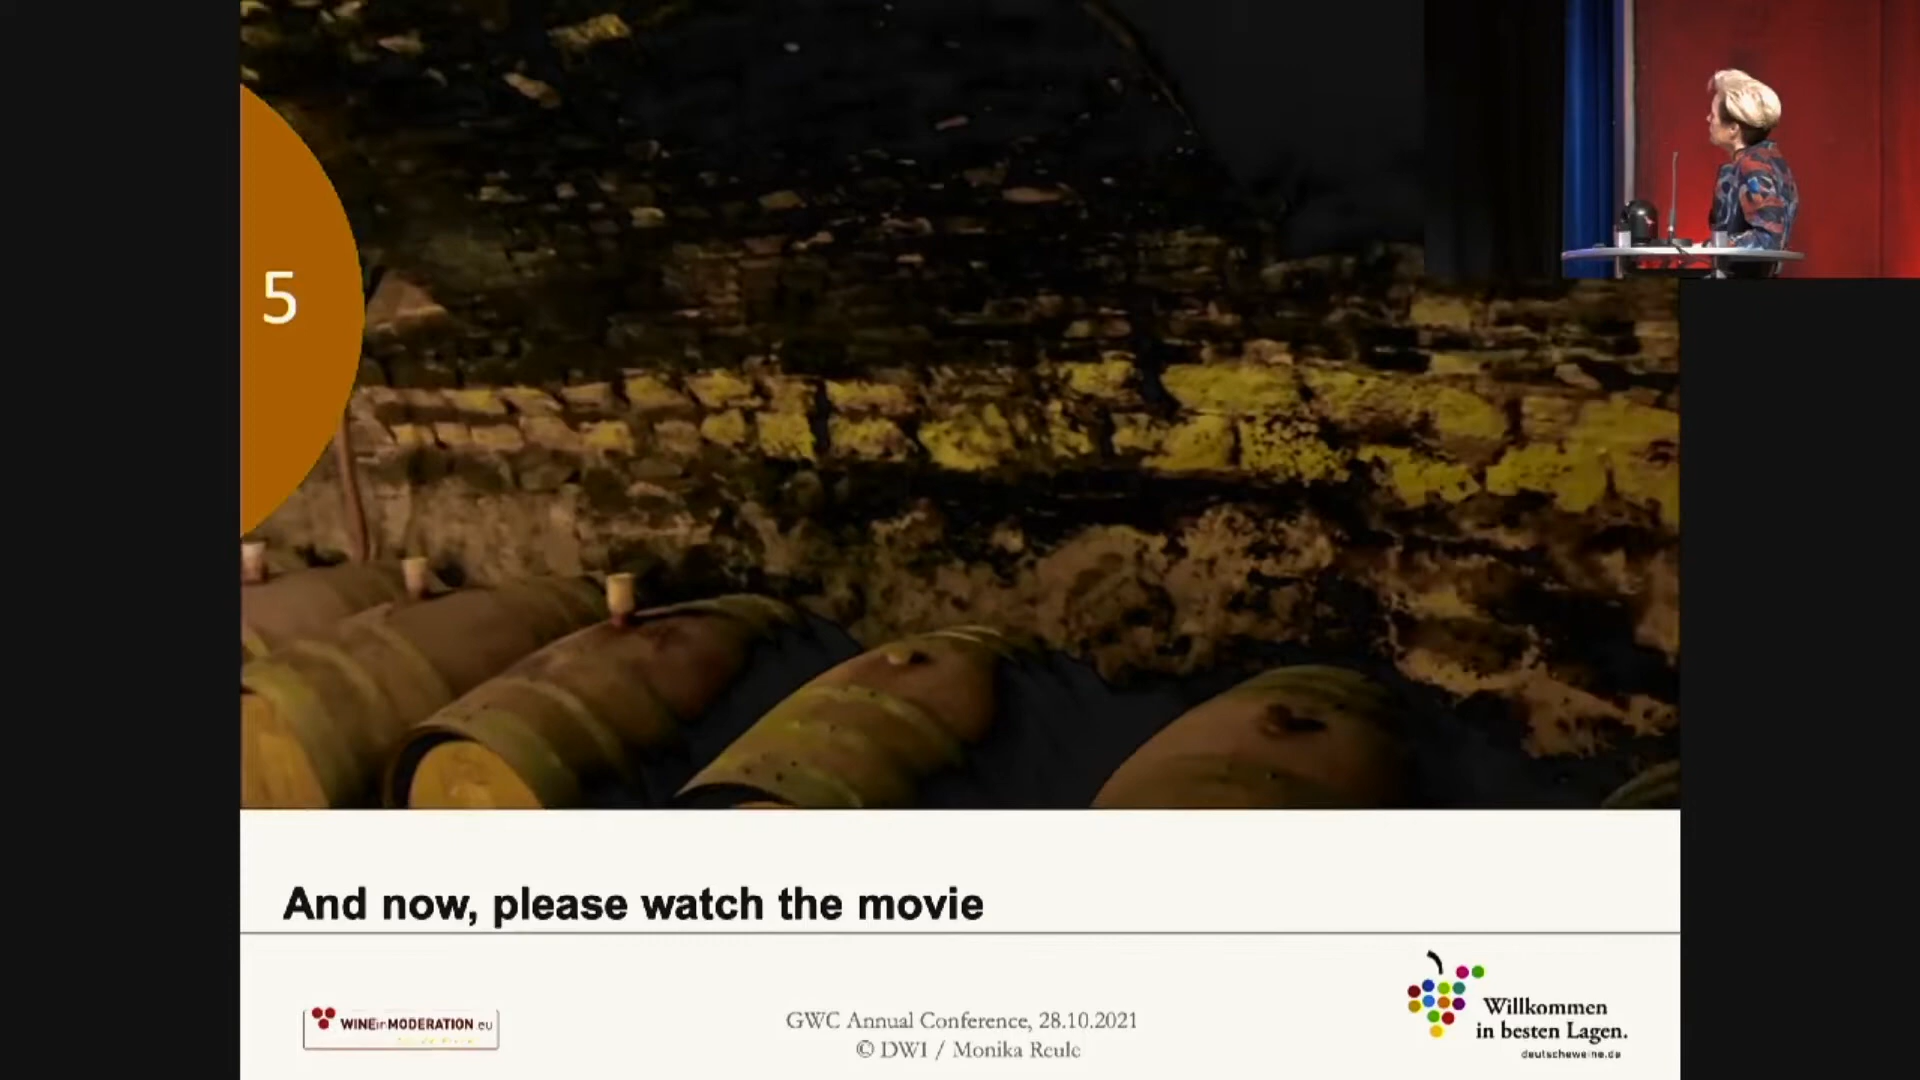 5
And now, please watch the movie
WINEinMODERATION.eu
GWC Annual Conference, 28.10.2021
© DWI / Monika Reule
Willkommen
in besten Lagen.
deutscheweine.de